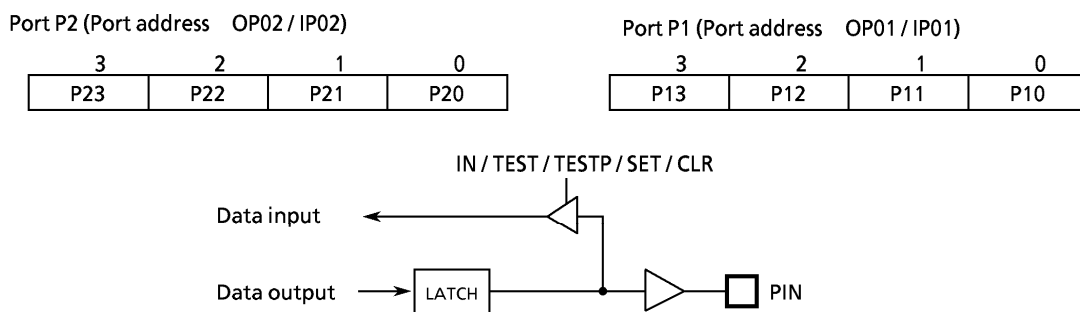 Port P2 (Port address OP02 / IP02)
3 2 1 0
P23 P22 P21 P20
Port P1 (Port address OP01 / IP01)
3 2 1 0
P13 P12 P11 P10
IN / TEST / TESTP / SET / CLR
Data input
Data output
LATCH
PIN